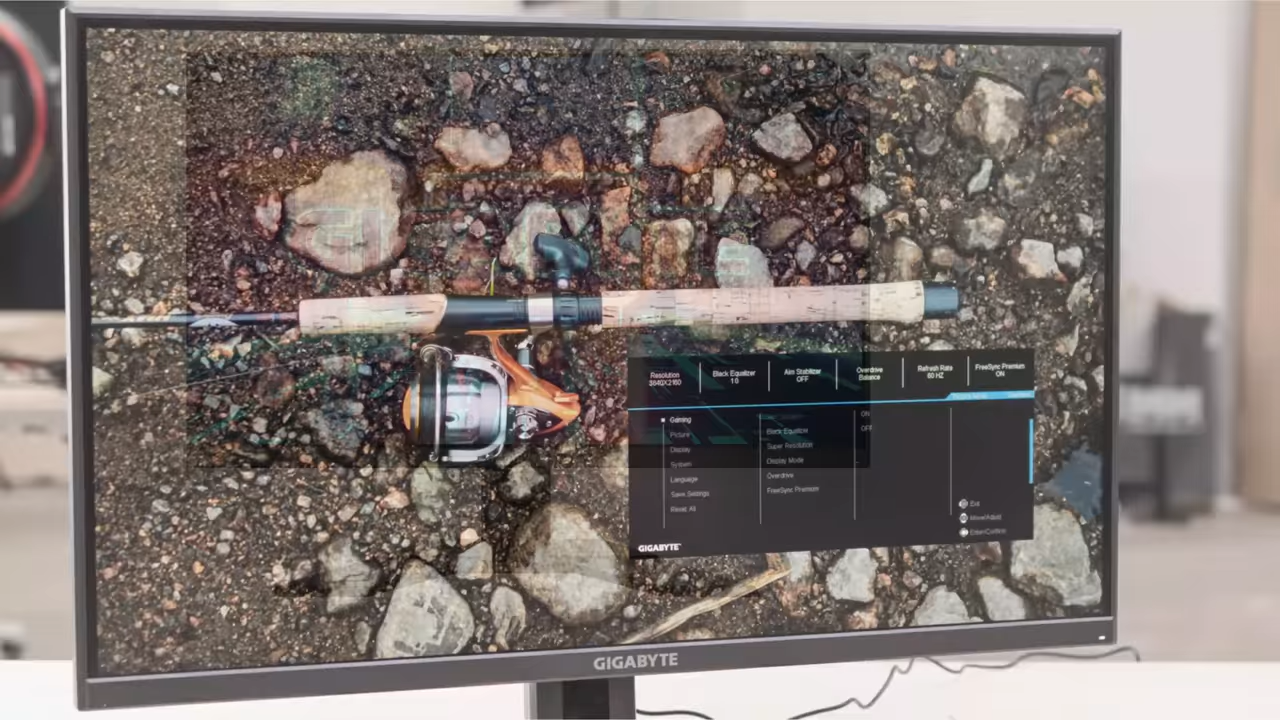 Resolution
3840X2160
Black Equalizer
10
Aim Stabilizer
OFF
Overdrive
Balance
Refresh Rate
60 HZ
FreeSync Premium
ON
Gaming
Picture
Display
System
Language
Save Settings
Reset All
Black Equalizer
Super Resolution
Display Mode
Overdrive
FreeSync Premium
ON
OFF
Exit
Move/Adjust
Enter/Confirm
GIGABYTE
GIGABYTE